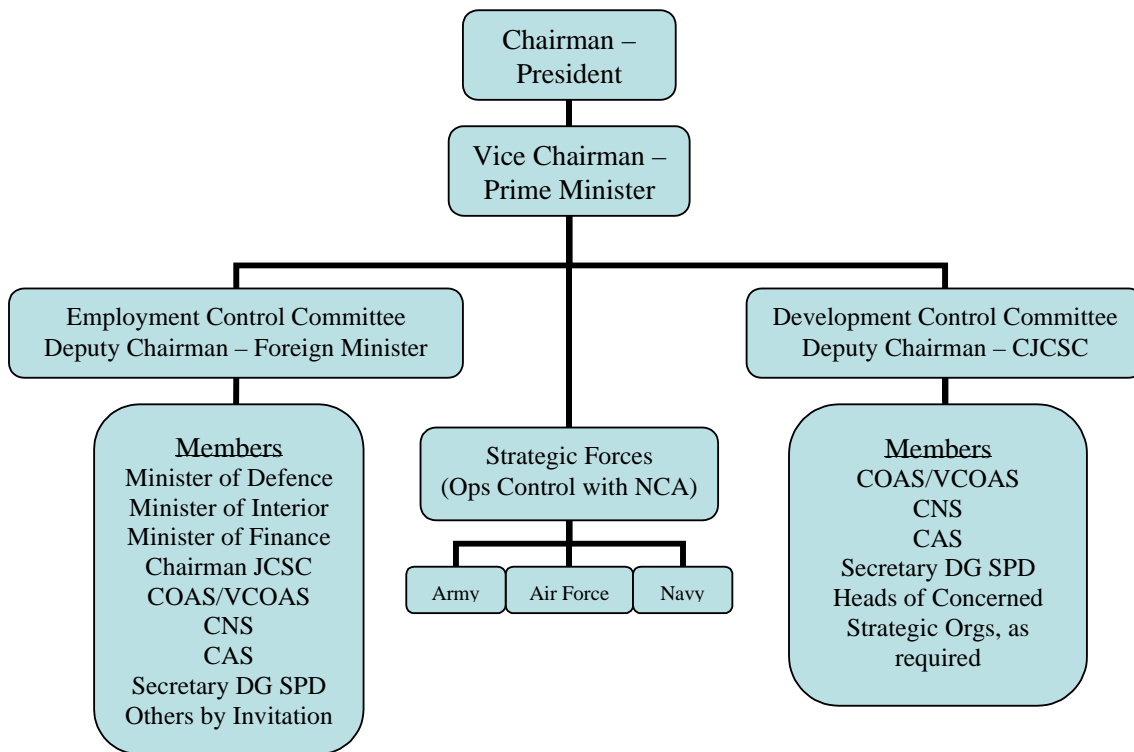 Chairman –
President
Vice Chairman –
Prime Minister
Employment Control Committee
Deputy Chairman – Foreign Minister
Development Control Committee
Deputy Chairman – CJCSC
Members
Minister of Defence
Minister of Interior
Minister of Finance
Chairman JCSC
COAS/VCOAS
CNS
CAS
Secretary DG SPD
Others by Invitation
Strategic Forces
(Ops Control with NCA)
Army
Air Force
Navy
Members
COAS/VCOAS
CNS
CAS
Secretary DG SPD
Heads of Concerned
Strategic Orgs, as
required